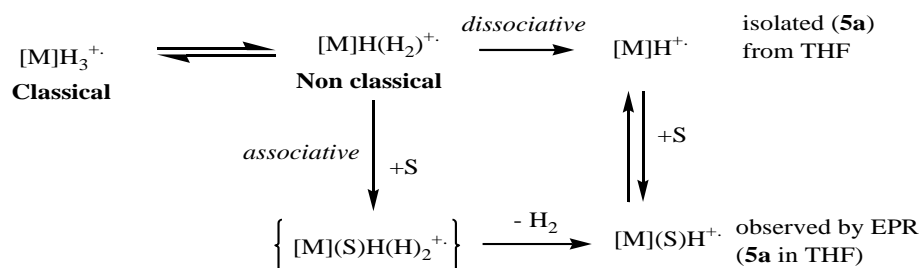 [M]H₃⁺·
Classical
[M]H(H₂)⁺·
Non classical
dissociative
[M]H⁺·
isolated (5a)
from THF
associative
+S
+S
{ [M](S)H(H)₂⁺· }
- H₂
[M](S)H⁺·
observed by EPR
(5a in THF)